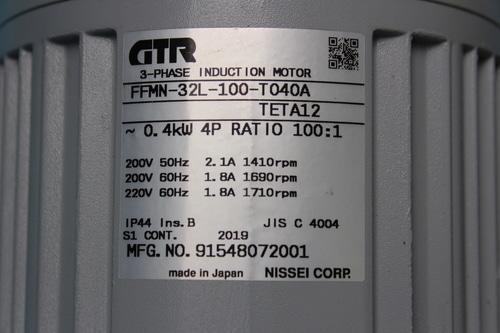 GTR
3-PHASE INDUCTION MOTOR
FFMN-32L-100-T040A
TETA12
~ 0.4kW 4P RATIO 100:1
200V 50Hz 2.1A 1410rpm
200V 60Hz 1.8A 1690rpm
220V 60Hz 1.8A 1710rpm
IP44 Ins.B JIS C 4004
S1 CONT. 2019
MFG.NO.91548072001
made in Japan NISSEI CORP.